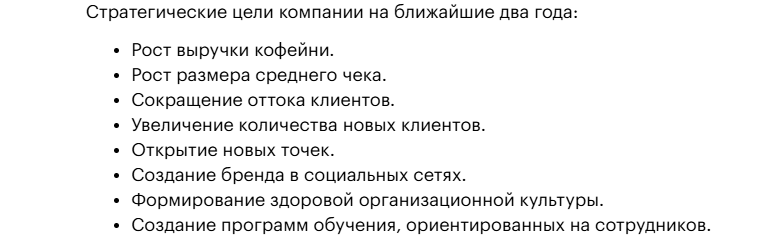 Стратегические цели компании на ближайшие два года:
• Рост выручки кофейни.
• Рост размера среднего чека.
• Сокращение оттока клиентов.
• Увеличение количества новых клиентов.
• Открытие новых точек.
• Создание бренда в социальных сетях.
• Формирование здоровой организационной культуры.
• Создание программ обучения, ориентированных на сотрудников.